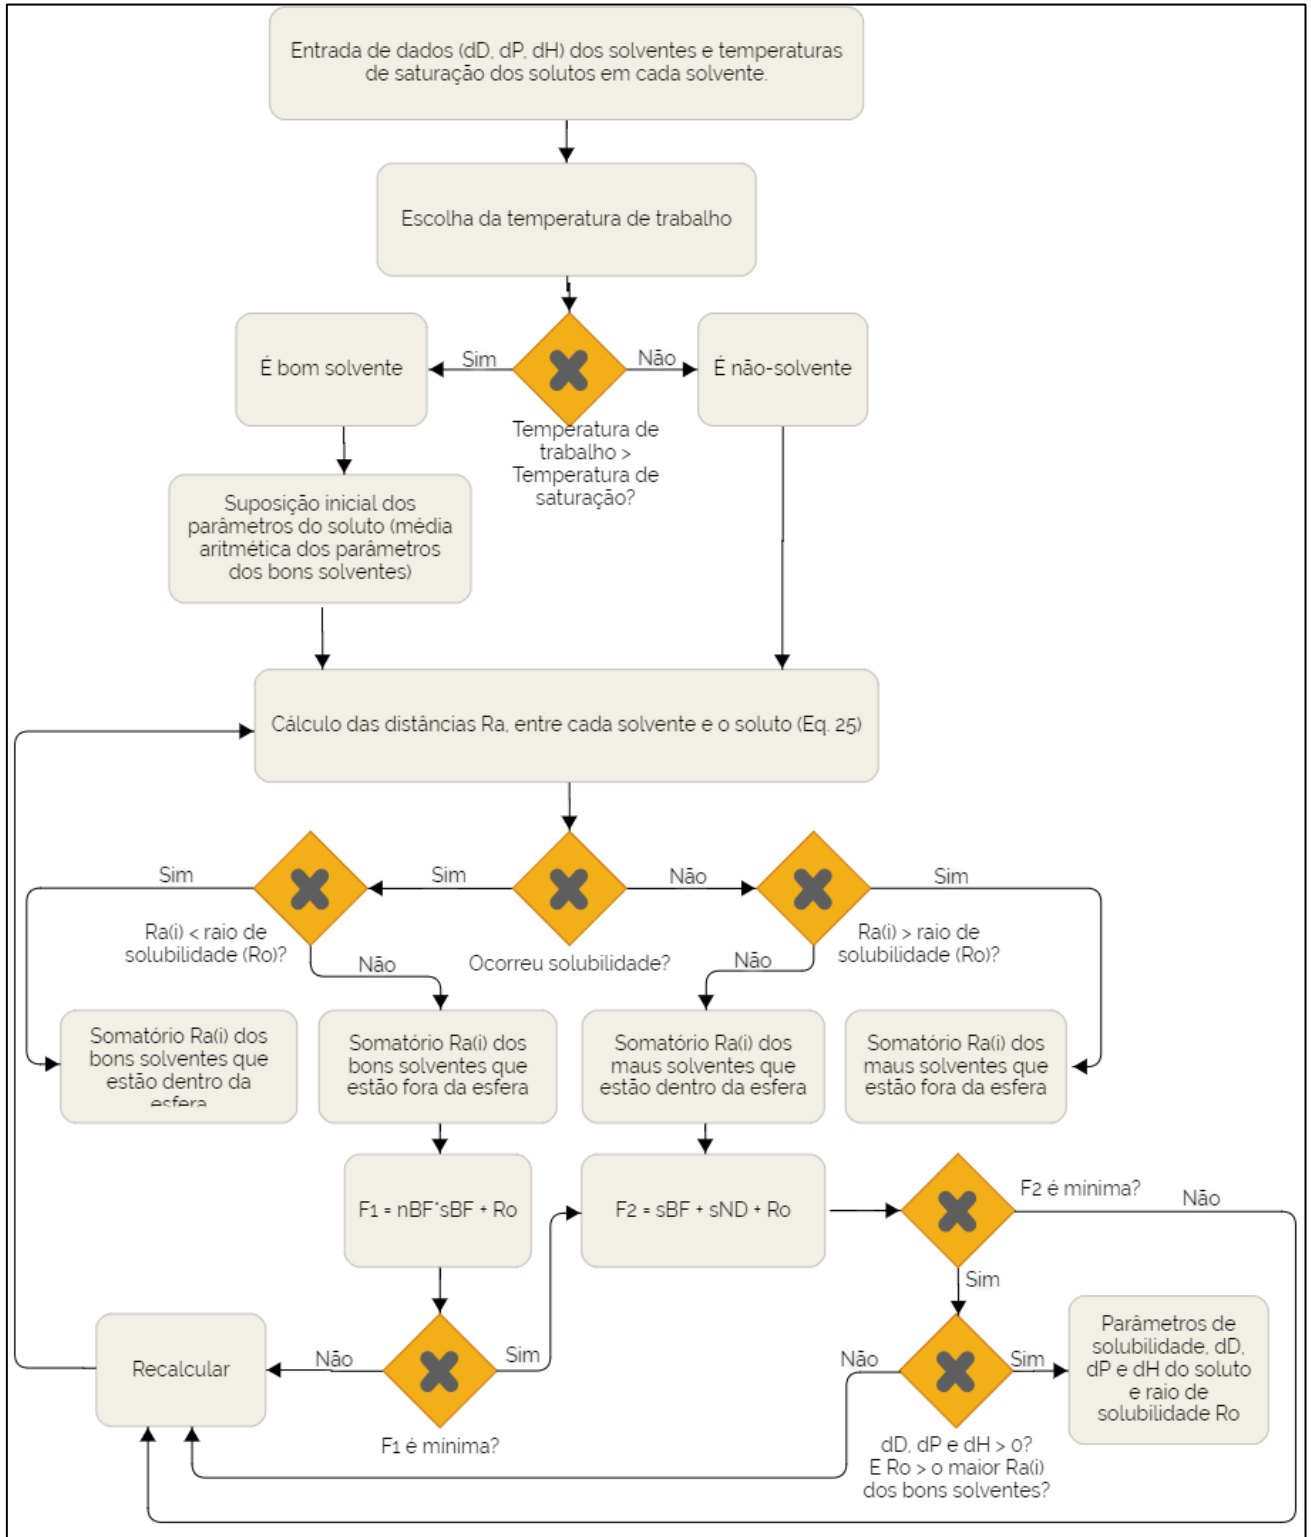 Entrada de dados (dD, dP, dH) dos solventes e temperaturas
de saturação dos solutos em cada solvente.
Escolha da temperatura de trabalho
É bom solvente
Sim
Não
É não-solvente
Temperatura de
trabalho >
Temperatura de
saturação?
Suposição inicial dos
parâmetros do soluto (média
aritmética dos parâmetros
dos bons solventes)
Cálculo das distâncias Ra, entre cada solvente e o soluto (Eq. 25)
Sim
Sim
Não
Sim
Ra(i) < raio de
solubilidade (Ro)?
Não
Ocorreu solubilidade?
Ra(i) > raio de
solubilidade (Ro)?
Não
Somatório Ra(i) dos
bons solventes que
estão dentro da
esfera
Somatório Ra(i) dos
bons solventes que
estão fora da esfera
Somatório Ra(i) dos
maus solventes que
estão dentro da esfera
Somatório Ra(i) dos
maus solventes que
estão fora da esfera
F1 = nBF*sBF + Ro
F2 = sBF + sND + Ro
F2 é mínima?
Não
Sim
Recalcular
Não
Sim
F1 é mínima?
Não
Sim
dD, dP e dH > 0?
E Ro > o maior Ra(i)
dos bons solventes?
Parâmetros de
solubilidade, dD,
dP e dH do soluto
e raio de
solubilidade Ro